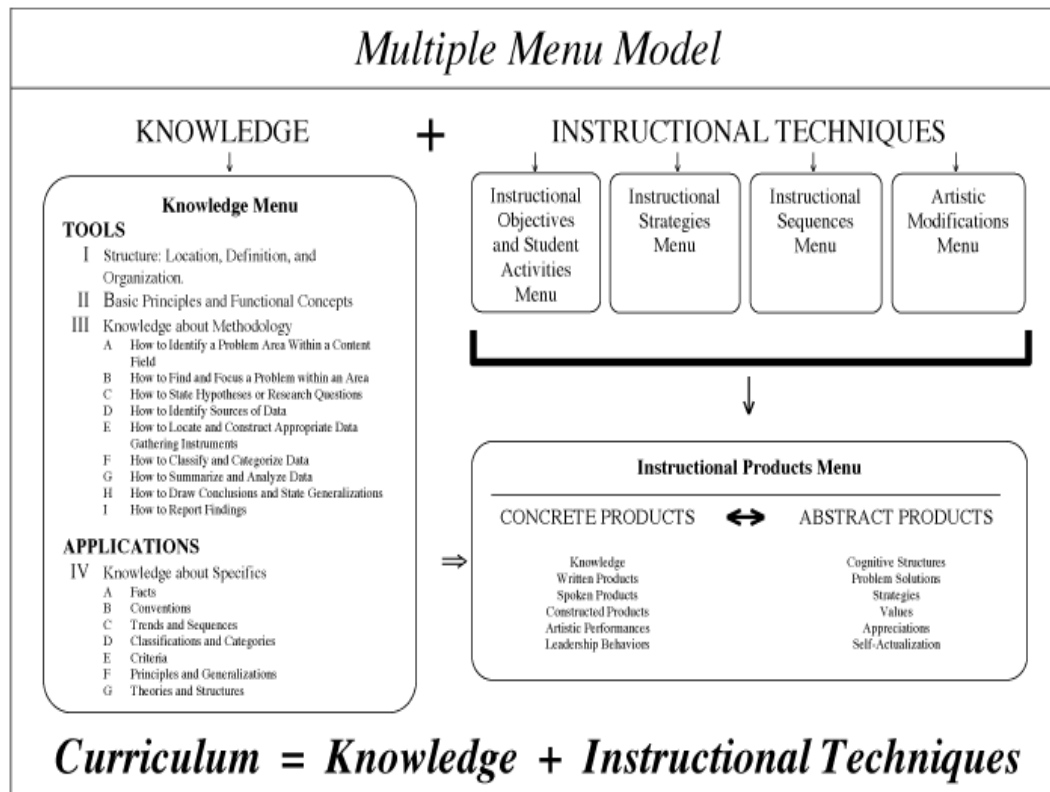 Multiple Menu Model
KNOWLEDGE + INSTRUCTIONAL TECHNIQUES
Knowledge Menu
TOOLS
I Structure: Location, Definition, and
Organization.
II Basic Principles and Functional Concepts
III Knowledge about Methodology
A How to Identify a Problem Area Within a Content
Field
B How to Find and Focus a Problem within an Area
C How to State Hypotheses or Research Questions
D How to Identify Sources of Data
E How to Locate and Construct Appropriate Data
Gathering Instruments
F How to Classify and Categorize Data
G How to Summarize and Analyze Data
H How to Draw Conclusions and State Generalizations
I How to Report Findings
APPLICATIONS
IV Knowledge about Specifics
A Facts
B Conventions
C Trends and Sequences
D Classifications and Categories
E Criteria
F Principles and Generalizations
G Theories and Structures
Instructional
Objectives
and Student
Activities
Menu
Instructional
Strategies
Menu
Instructional
Sequences
Menu
Artistic
Modifications
Menu
Instructional Products Menu
CONCRETE PRODUCTS ↔ ABSTRACT PRODUCTS
Knowledge
Written Products
Spoken Products
Constructed Products
Artistic Performances
Leadership Behaviors
Cognitive Structures
Problem Solutions
Strategies
Values
Appreciations
Self-Actualization
Curriculum = Knowledge + Instructional Techniques